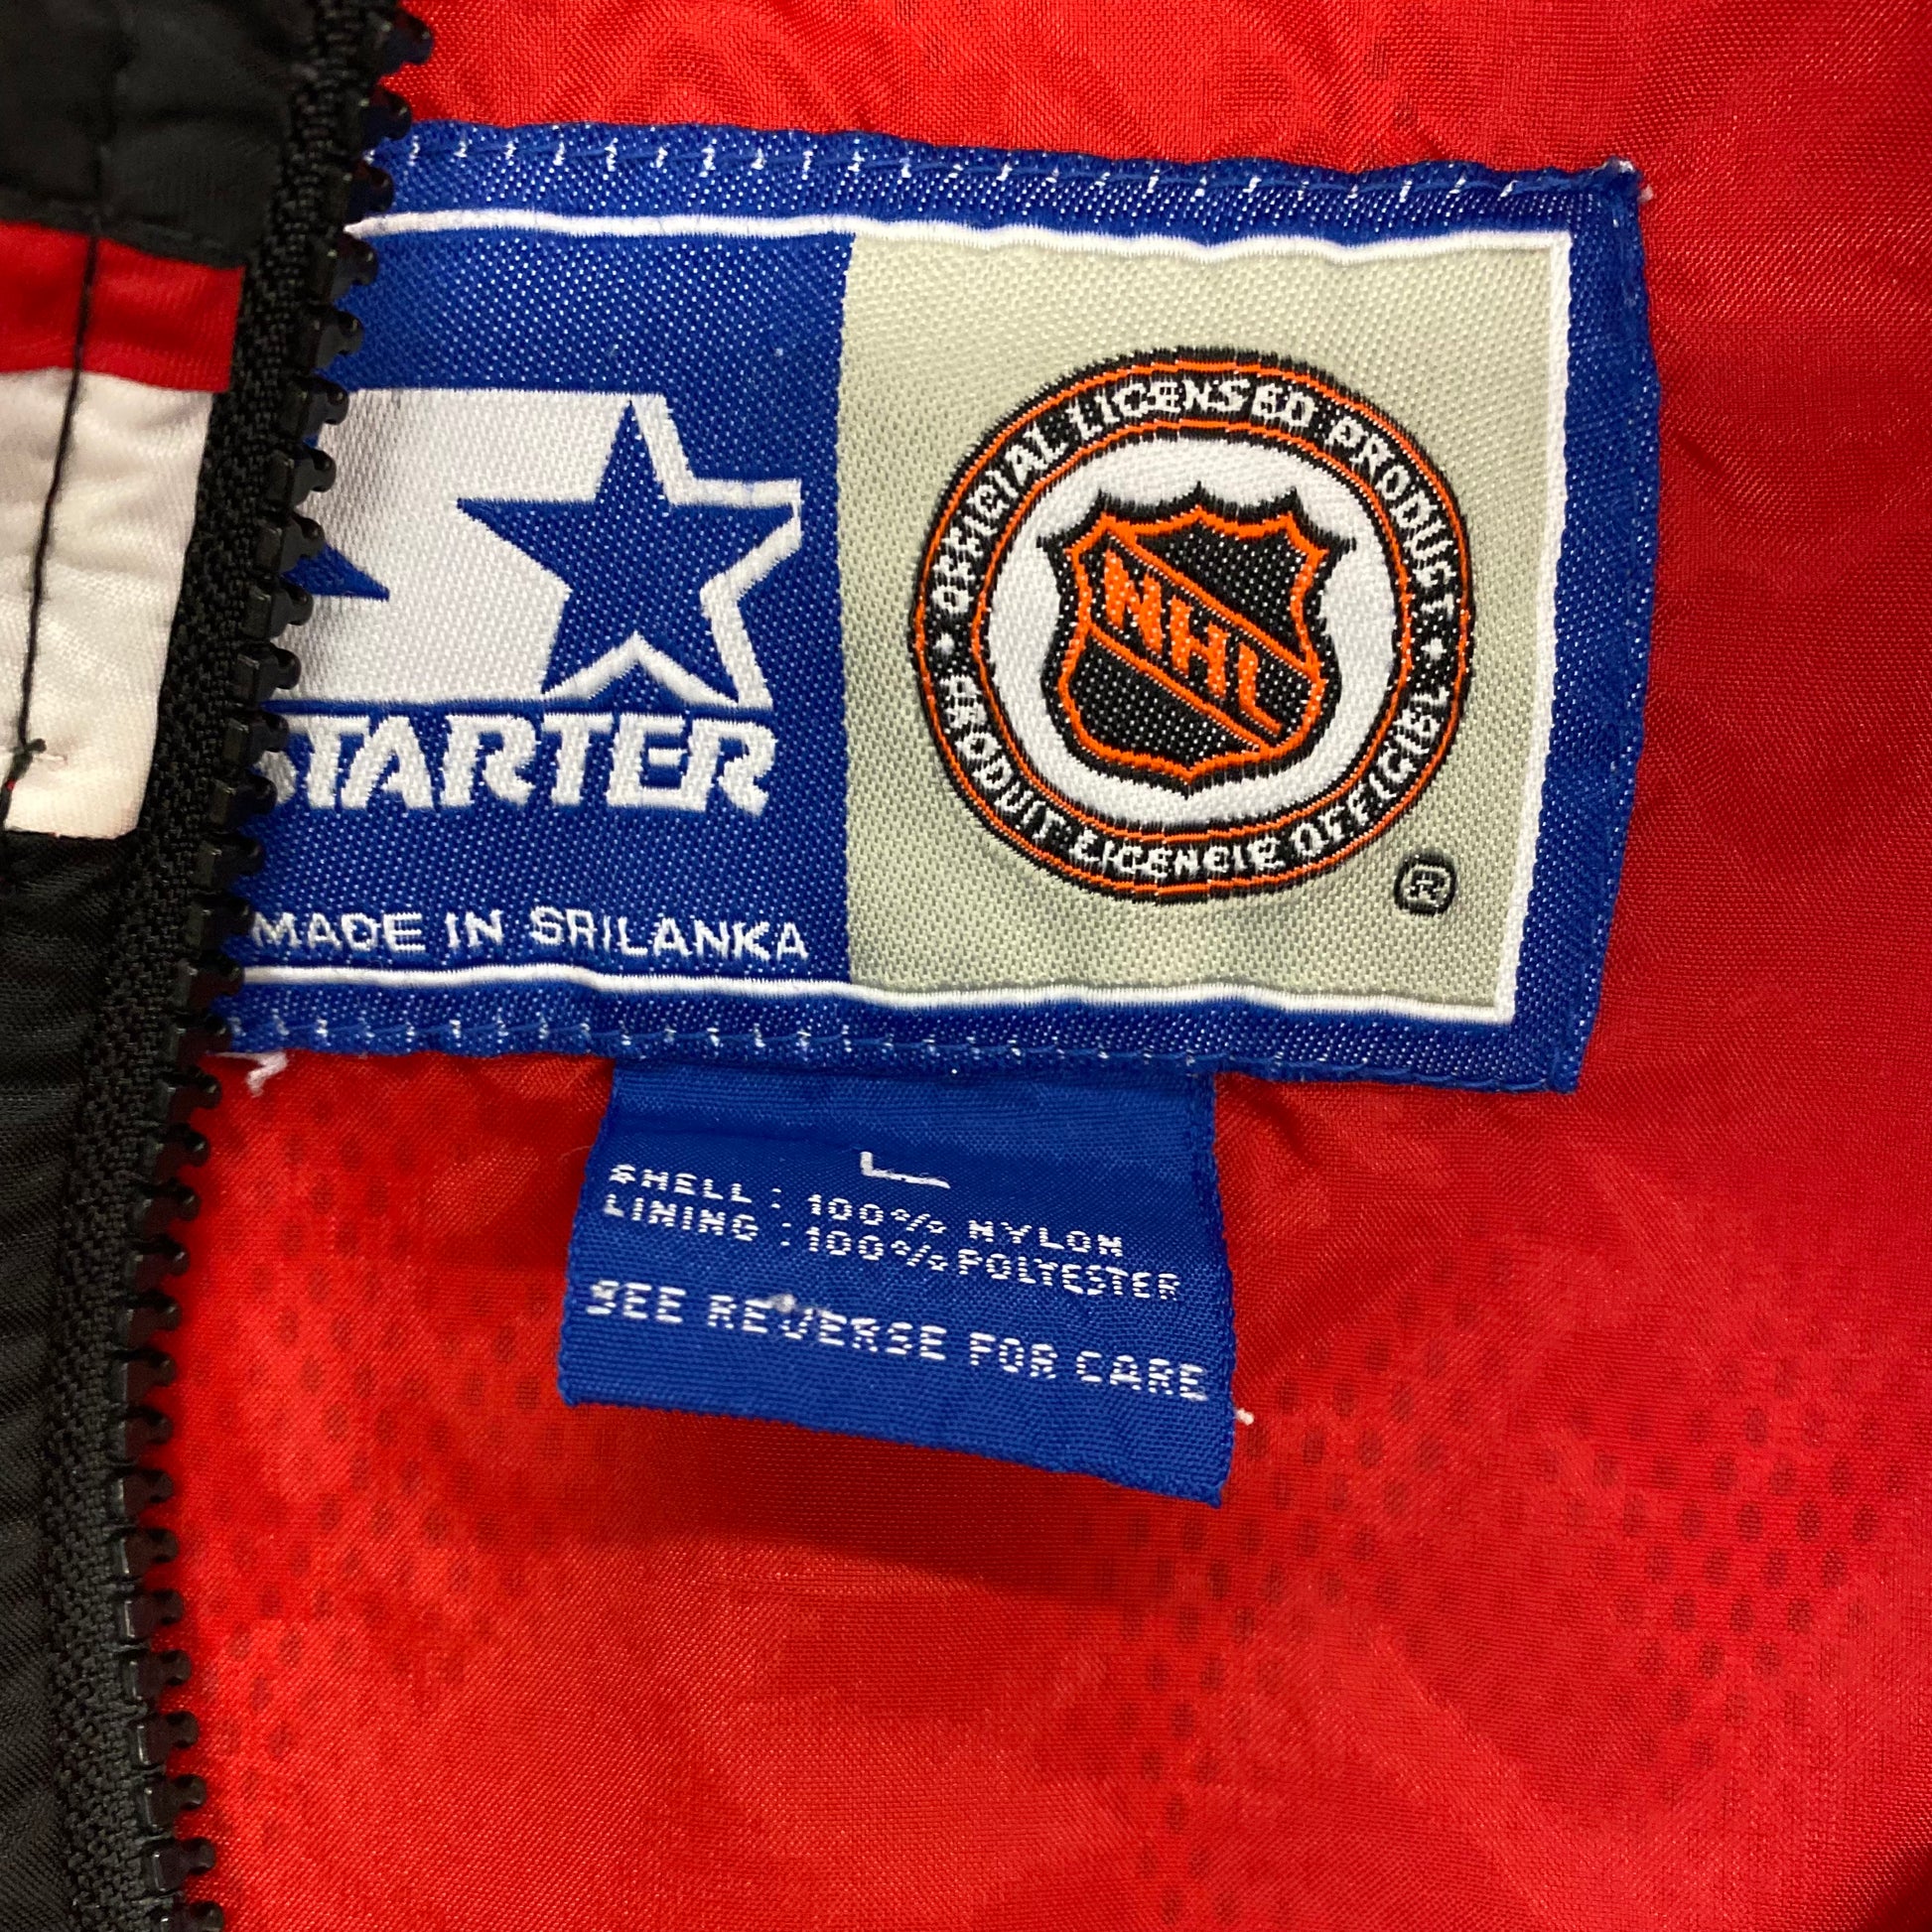 STARTER
MADE IN SRILANKA
OFFICIAL LICENSED PRODUCT
NHL
PRODUIT LICENCIE OFFICIEL
®
L
SHELL : 100% NYLON
LINING : 100% POLYESTER
SEE REVERSE FOR CARE